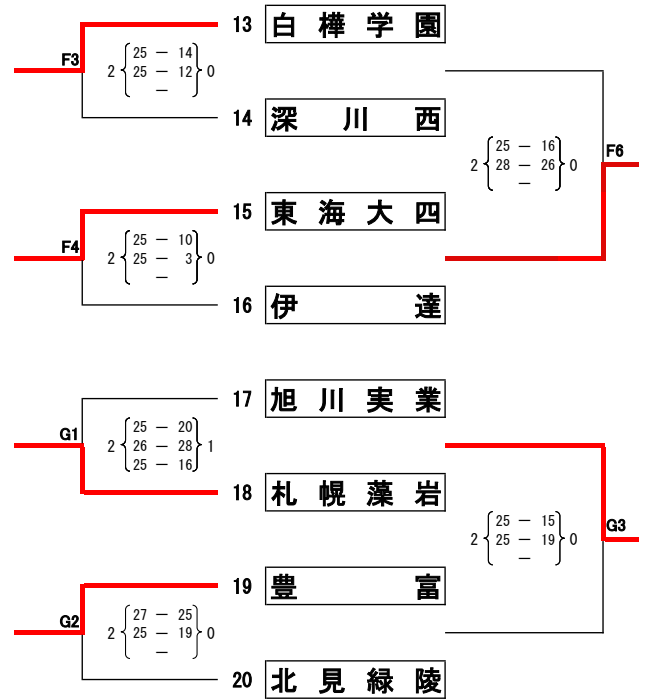 13 白樺学園
F3
2 25 － 14 0
25 － 12
－
14 深川西
2 25 － 16 0
28 － 26
－
F6
15 東海大四
F4
2 25 － 10 0
25 － 3
－
16 伊達
17 旭川実業
G1
2 25 － 20 1
26 － 28
25 － 16
18 札幌藻岩
2 25 － 15 0
25 － 19
－
G3
19 豊富
G2
2 27 － 25 0
25 － 19
－
20 北見緑陵